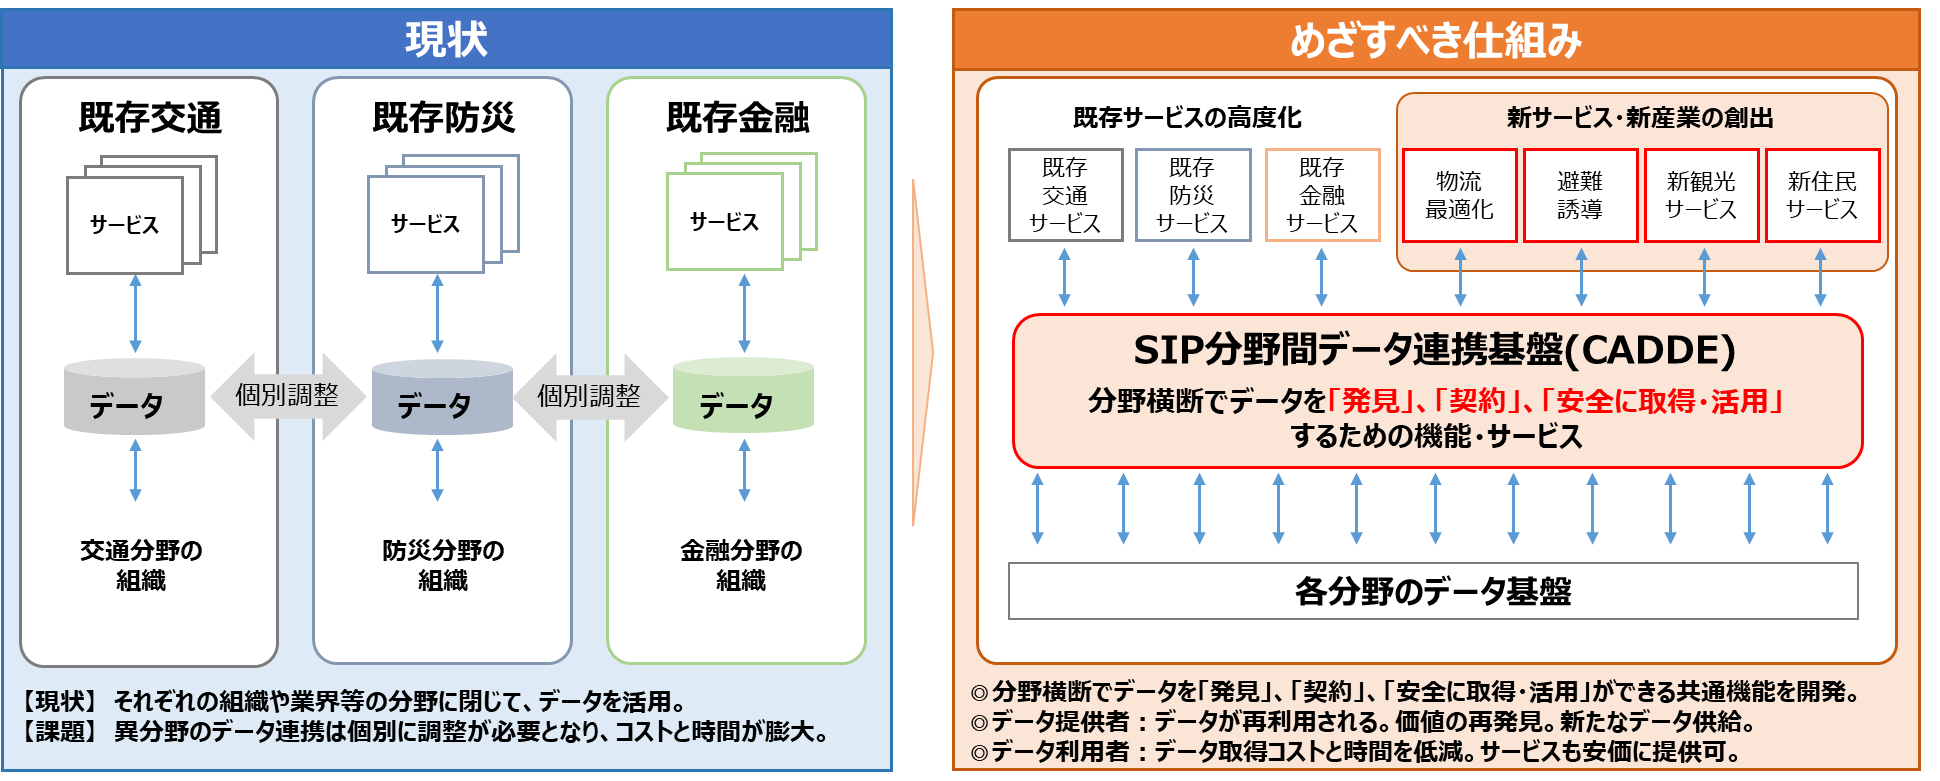 現状
既存交通
サービス
データ
交通分野の
組織
個別調整
既存防災
サービス
データ
防災分野の
組織
個別調整
既存金融
サービス
データ
金融分野の
組織
【現状】 それぞれの組織や業界等の分野に閉じて、データを活用。
【課題】 異分野のデータ連携は個別に調整が必要となり、コストと時間が膨大。
めざすべき仕組み
既存サービスの高度化
既存
交通
サービス
既存
防災
サービス
既存
金融
サービス
新サービス・新産業の創出
物流
最適化
避難
誘導
新観光
サービス
新住民
サービス
SIP分野間データ連携基盤(CADDE)
分野横断でデータを「発見」、「契約」、「安全に取得・活用」
するための機能・サービス
各分野のデータ基盤
◎分野横断でデータを「発見」、「契約」、「安全に取得・活用」ができる共通機能を開発。
◎データ提供者：データが再利用される。価値の再発見。新たなデータ供給。
◎データ利用者：データ取得コストと時間を低減。サービスも安価に提供可。